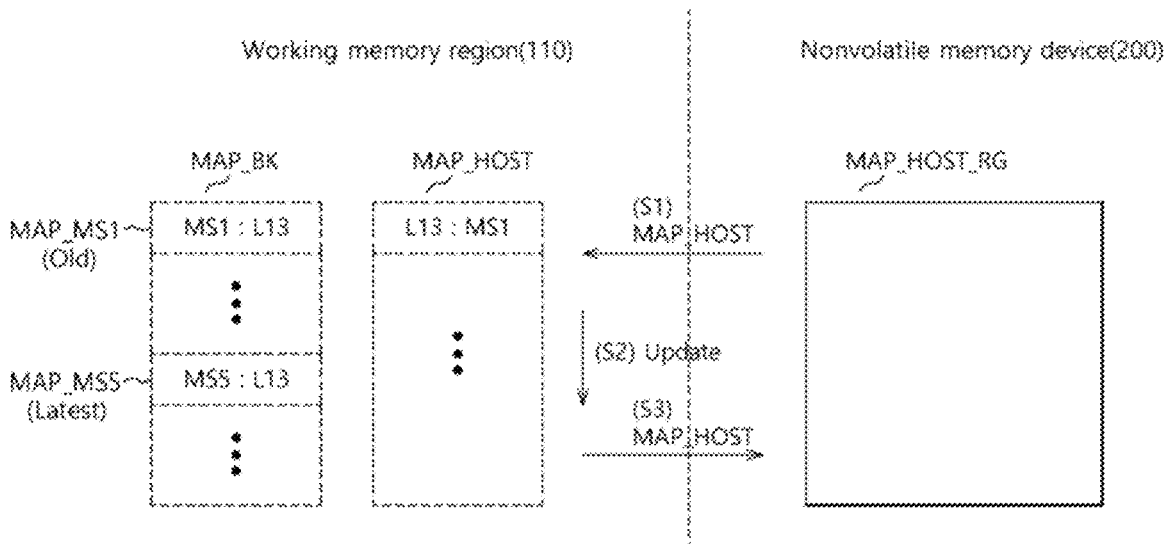 Working memory region(110)
Nonvolatile memory device(200)
MAP_BK
MAP_HOST
MAP_HOST_RG
MAP_MS1
(Old)
MS1 : L13
L13 : MS1
(S1)
MAP_HOST
(S2) Update
MAP_MS5
(Latest)
MS5 : L13
(S3)
MAP_HOST